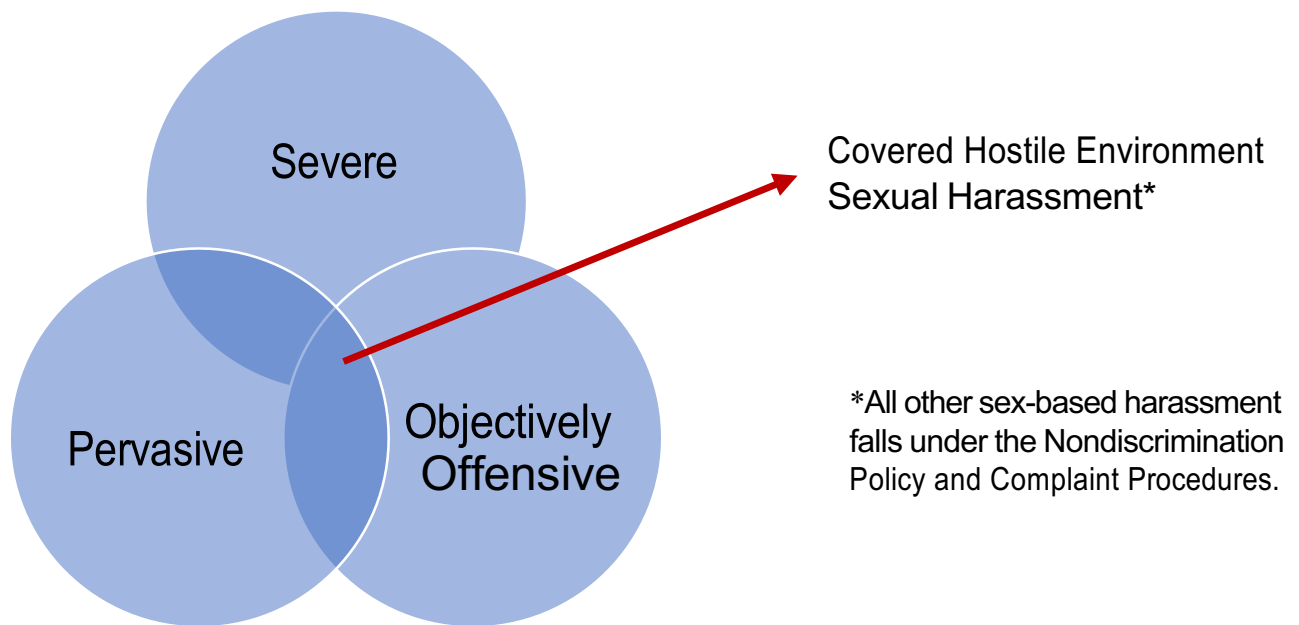 Severe
Pervasive
Objectively
Offensive
Covered Hostile Environment
Sexual Harassment*
*All other sex-based harassment
falls under the Nondiscrimination
Policy and Complaint Procedures.